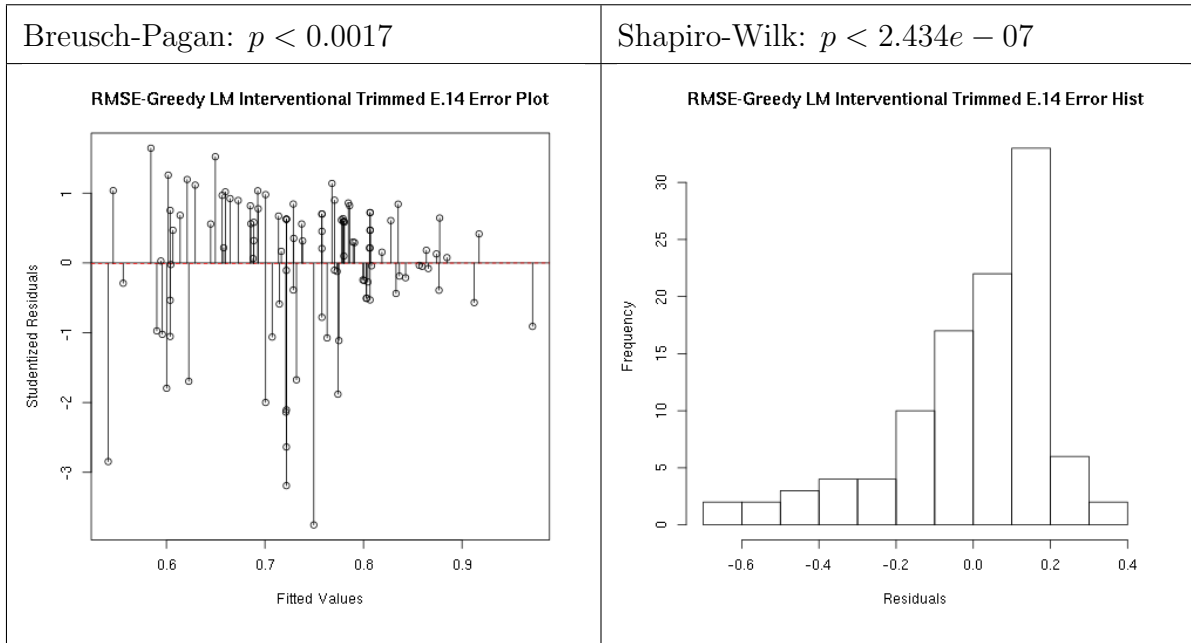 Breusch-Pagan: p < 0.0017
Shapiro-Wilk: p < 2.434e − 07
RMSE-Greedy LM Interventional Trimmed E.14 Error Plot
Studentized Residuals
1
0
-1
-2
-3
0.6 0.7 0.8 0.9
Fitted Values
RMSE-Greedy LM Interventional Trimmed E.14 Error Hist
Frequency
30
25
20
15
10
5
0
-0.6 -0.4 -0.2 0.0 0.2 0.4
Residuals